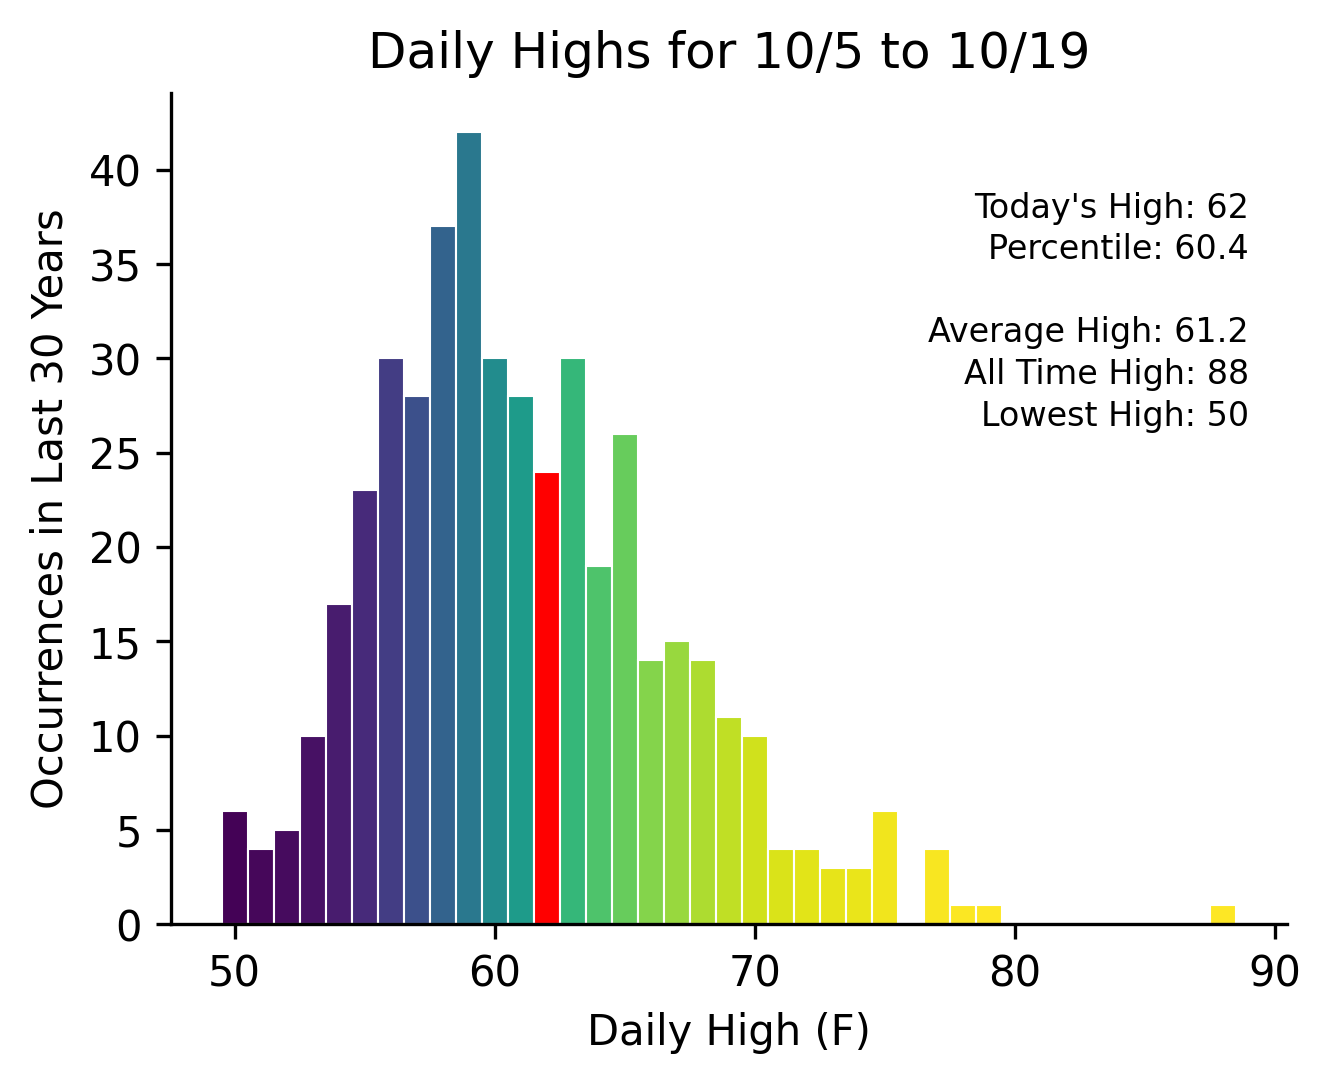 Daily Highs for 10/5 to 10/19
40
35
30
25
20
15
10
5
0
Occurrences in Last 30 Years
Today's High: 62
Percentile: 60.4
Average High: 61.2
All Time High: 88
Lowest High: 50
50
60
70
80
90
Daily High (F)